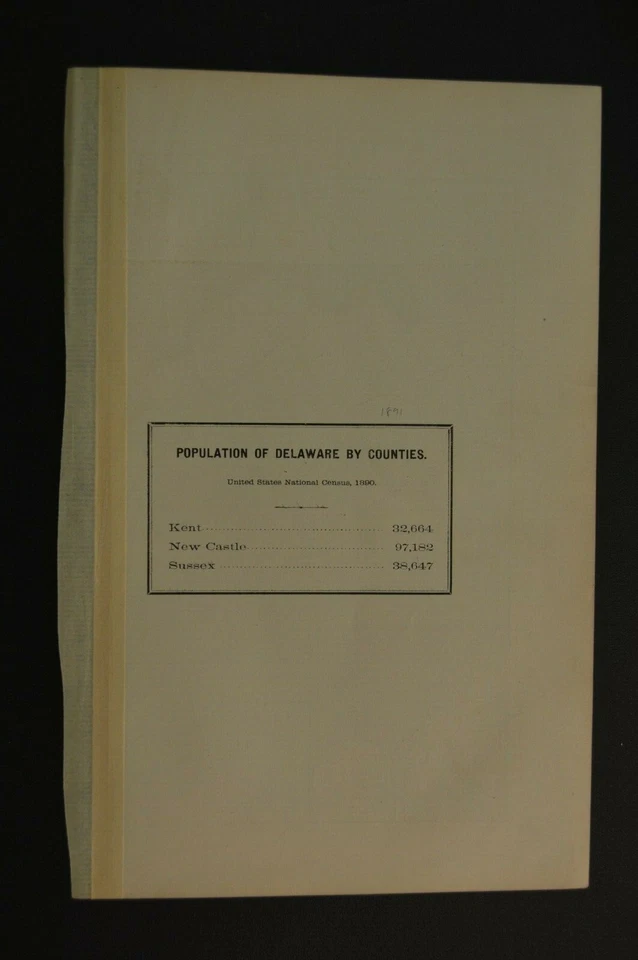 1891
POPULATION OF DELAWARE BY COUNTIES.
United States National Census, 1890.
Kent 32,664
New Castle 97,182
Sussex 38,647